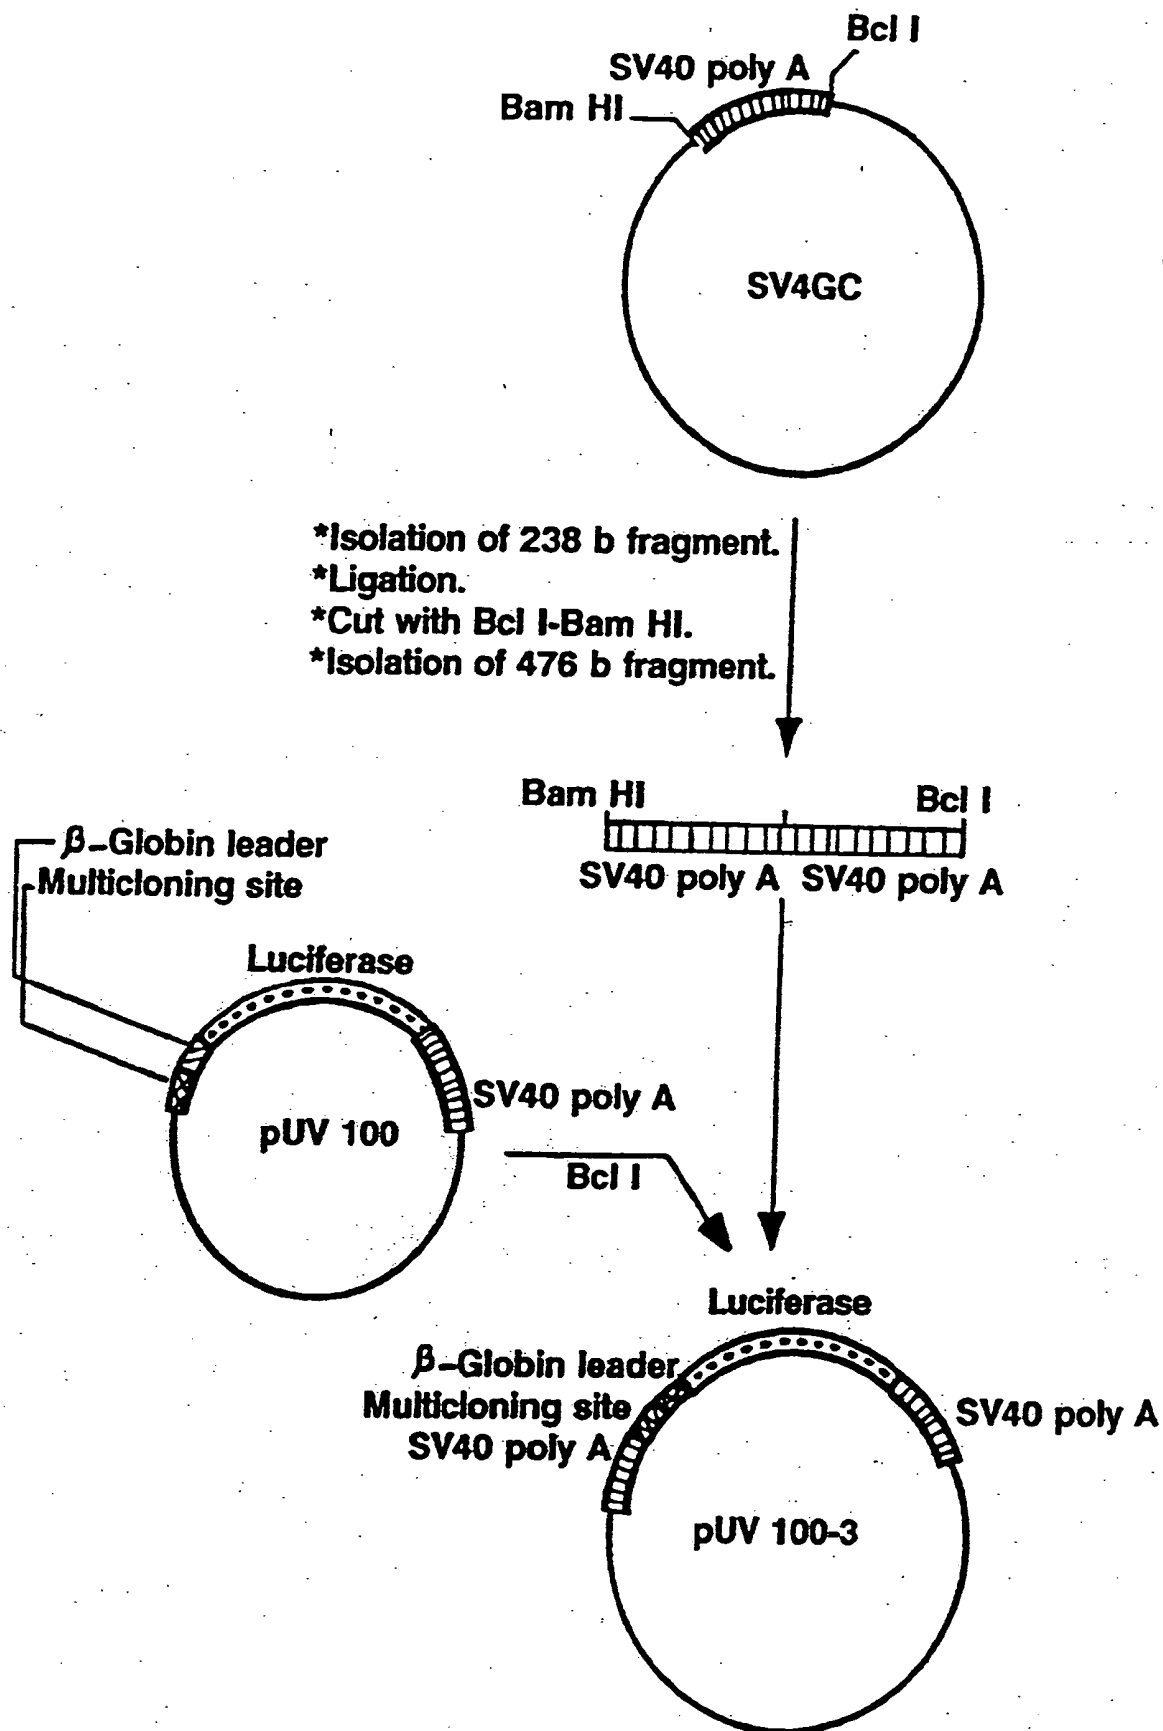 Bcl I
SV40 poly A
Bam HI
SV4GC
*Isolation of 238 b fragment.
*Ligation.
*Cut with Bcl I-Bam HI.
*Isolation of 476 b fragment.
Bam HI
Bcl I
SV40 poly A SV40 poly A
β-Globin leader
Multicloning site
Luciferase
SV40 poly A
pUV 100
Bcl I
Luciferase
β-Globin leader
Multicloning site
SV40 poly A
SV40 poly A
pUV 100-3